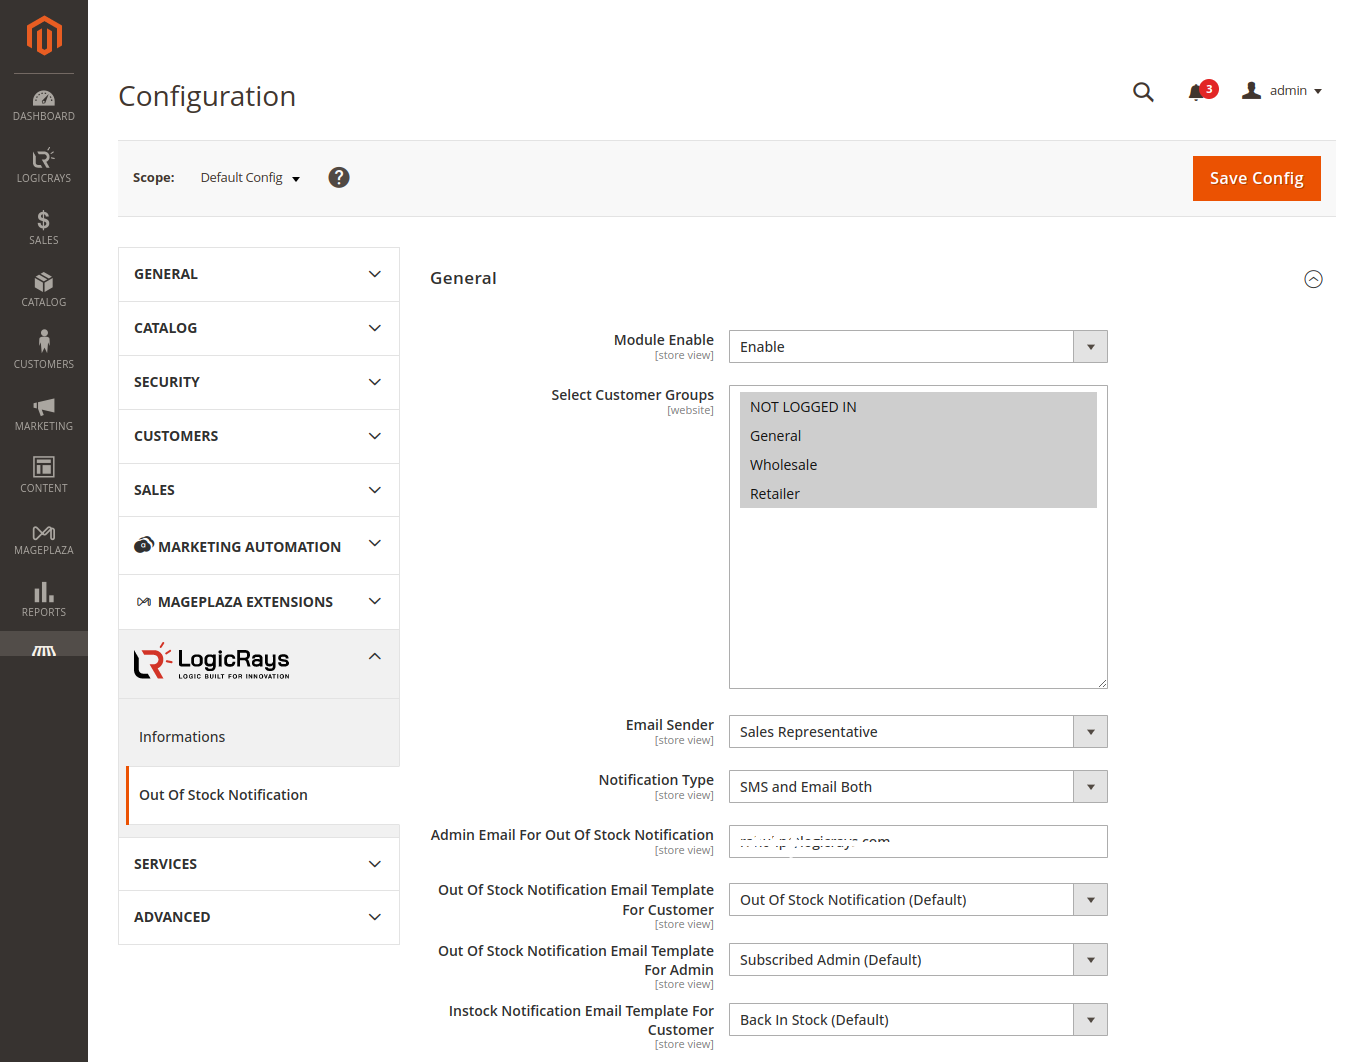 Configuration
3
admin
Scope:
Default Config
?
Save Config
DASHBOARD
LOGICRAYS
SALES
CATALOG
CUSTOMERS
MARKETING
CONTENT
MAGEPLAZA
REPORTS
GENERAL
CATALOG
SECURITY
CUSTOMERS
SALES
MARKETING AUTOMATION
MAGEPLAZA EXTENSIONS
LogicRays
LOGIC BUILT FOR INNOVATION
Informations
Out Of Stock Notification
SERVICES
ADVANCED
General
Module Enable
[store view]
Enable
Select Customer Groups
[website]
NOT LOGGED IN
General
Wholesale
Retailer
Email Sender
[store view]
Sales Representative
Notification Type
[store view]
SMS and Email Both
Admin Email For Out Of Stock Notification
[store view]
Out Of Stock Notification Email Template
For Customer
[store view]
Out Of Stock Notification (Default)
Out Of Stock Notification Email Template
For Admin
[store view]
Subscribed Admin (Default)
Instock Notification Email Template For
Customer
[store view]
Back In Stock (Default)